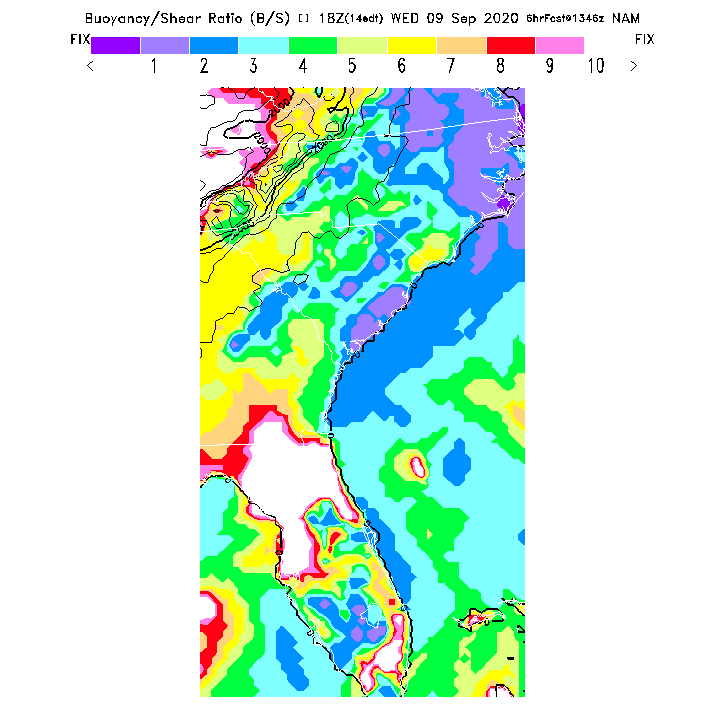 Buoyancy/Shear Ratio (B/S) [] 18Z(14edt) WED 09 Sep 2020 6hrFcst@1346z NAM
FIX FIX
< 1 2 3 4 5 6 7 8 9 10 >